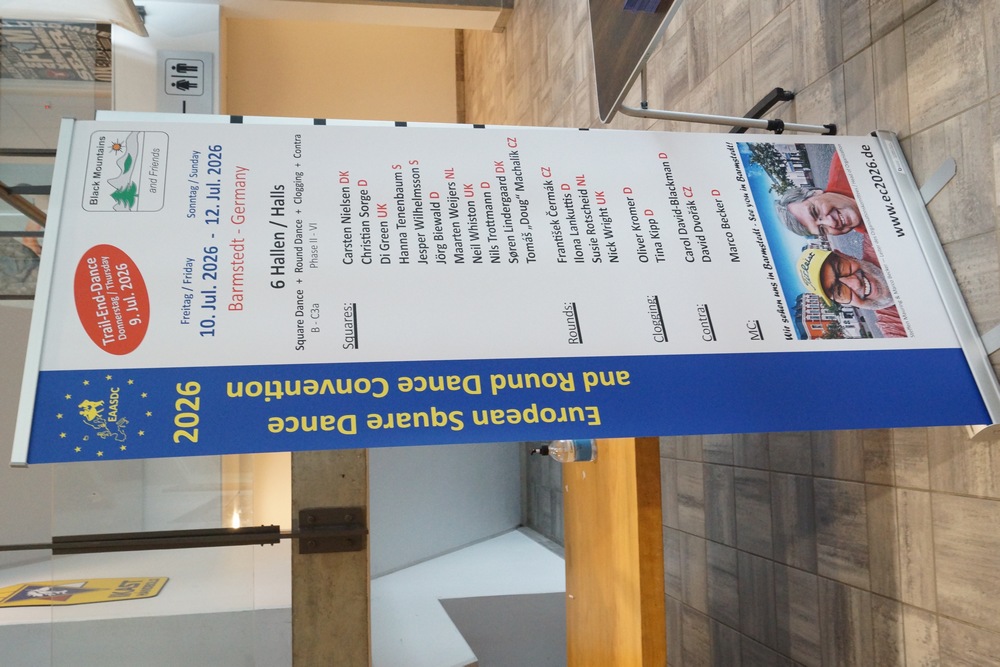 EAASDC
2026
European Square Dance
and Round Dance Convention
Black Mountains
and Friends
Trail-End-Dance
Donnerstag / Thursday
9. Jul. 2026
Freitag / Friday
Sonntag / Sunday
10. Jul. 2026 - 12. Jul. 2026
Barmstedt - Germany
6 Hallen / Halls
Square Dance + Round Dance + Clogging + Contra
B - C3a
Phase II - VI
Squares:
Carsten Nielsen DK
Christian Sorge D
Di Green UK
Hanna Tenenbaum S
Jesper Wilhelmsson S
Jörg Biewald D
Maarten Weijers NL
Neil Whiston UK
Nils Trottmann D
Søren Lindergaard DK
Tomáš „Doug" Machalík CZ
Rounds:
František Čermák CZ
Ilona Lankuttis D
Susie Rotscheid NL
Nick Wright UK
Clogging:
Oliver Kromer D
Tina Kipp D
Contra:
Carol David-Blackman D
David Dvořák CZ
MC:
Marco Becker D
Wir sehen uns in Barmstedt - See you in Barmstedt!
www.ec2026.de